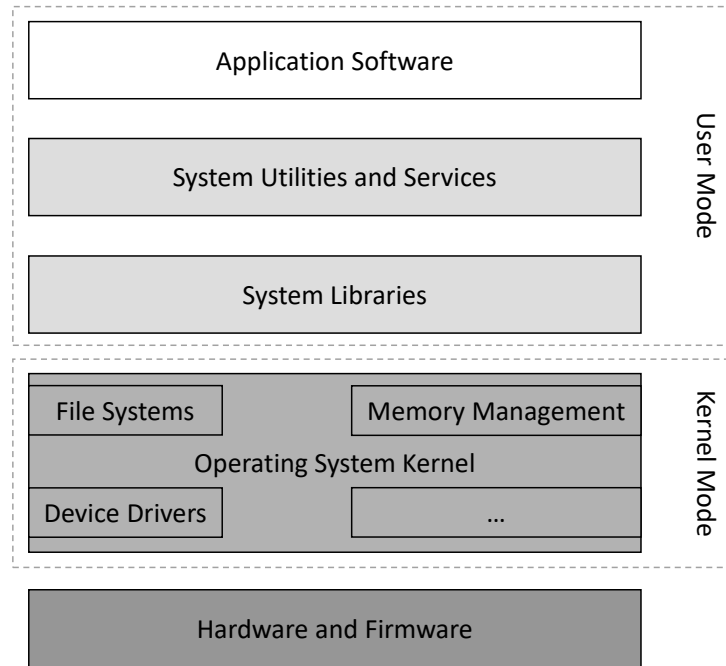 Application Software
System Utilities and Services
System Libraries
User Mode
File Systems
Memory Management
Operating System Kernel
Device Drivers
...
Kernel Mode
Hardware and Firmware